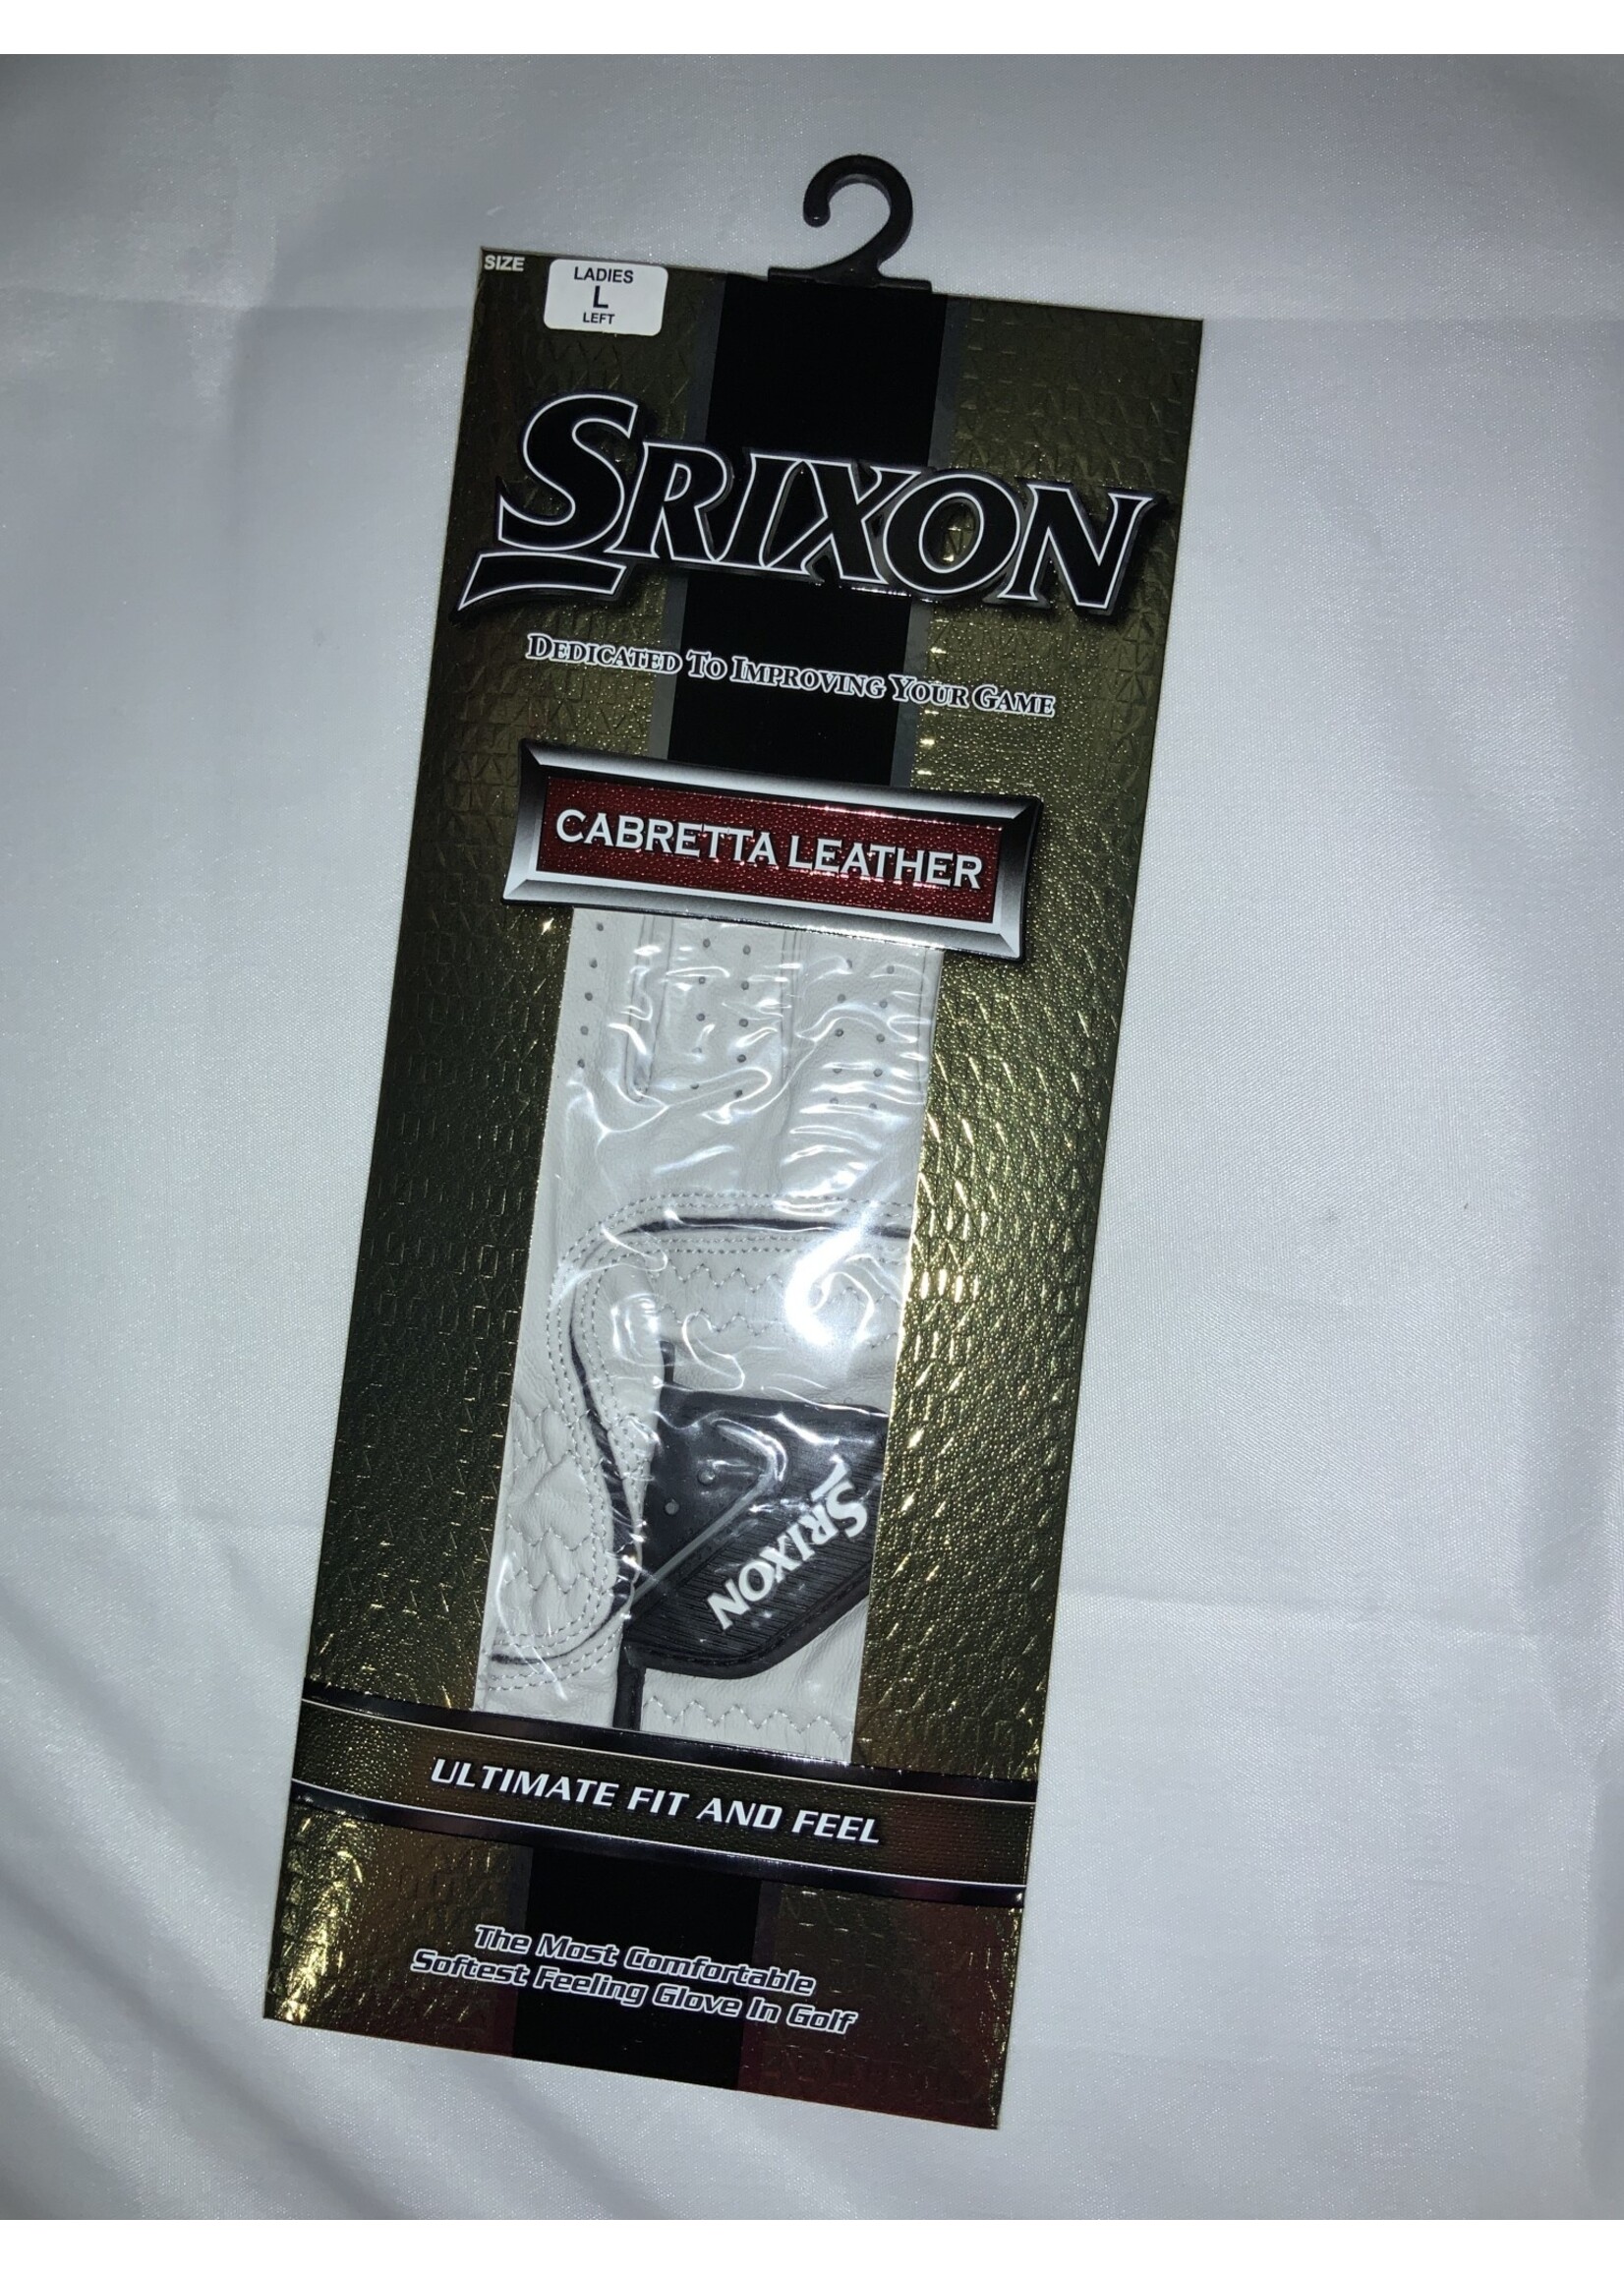 SIZE
LADIES
L
LEFT
SRIXON
DEDICATED TO IMPROVING YOUR GAME
CABRETTA LEATHER
SRIXON
ULTIMATE FIT AND FEEL
The Most Comfortable
Softest Feeling Glove In Golf